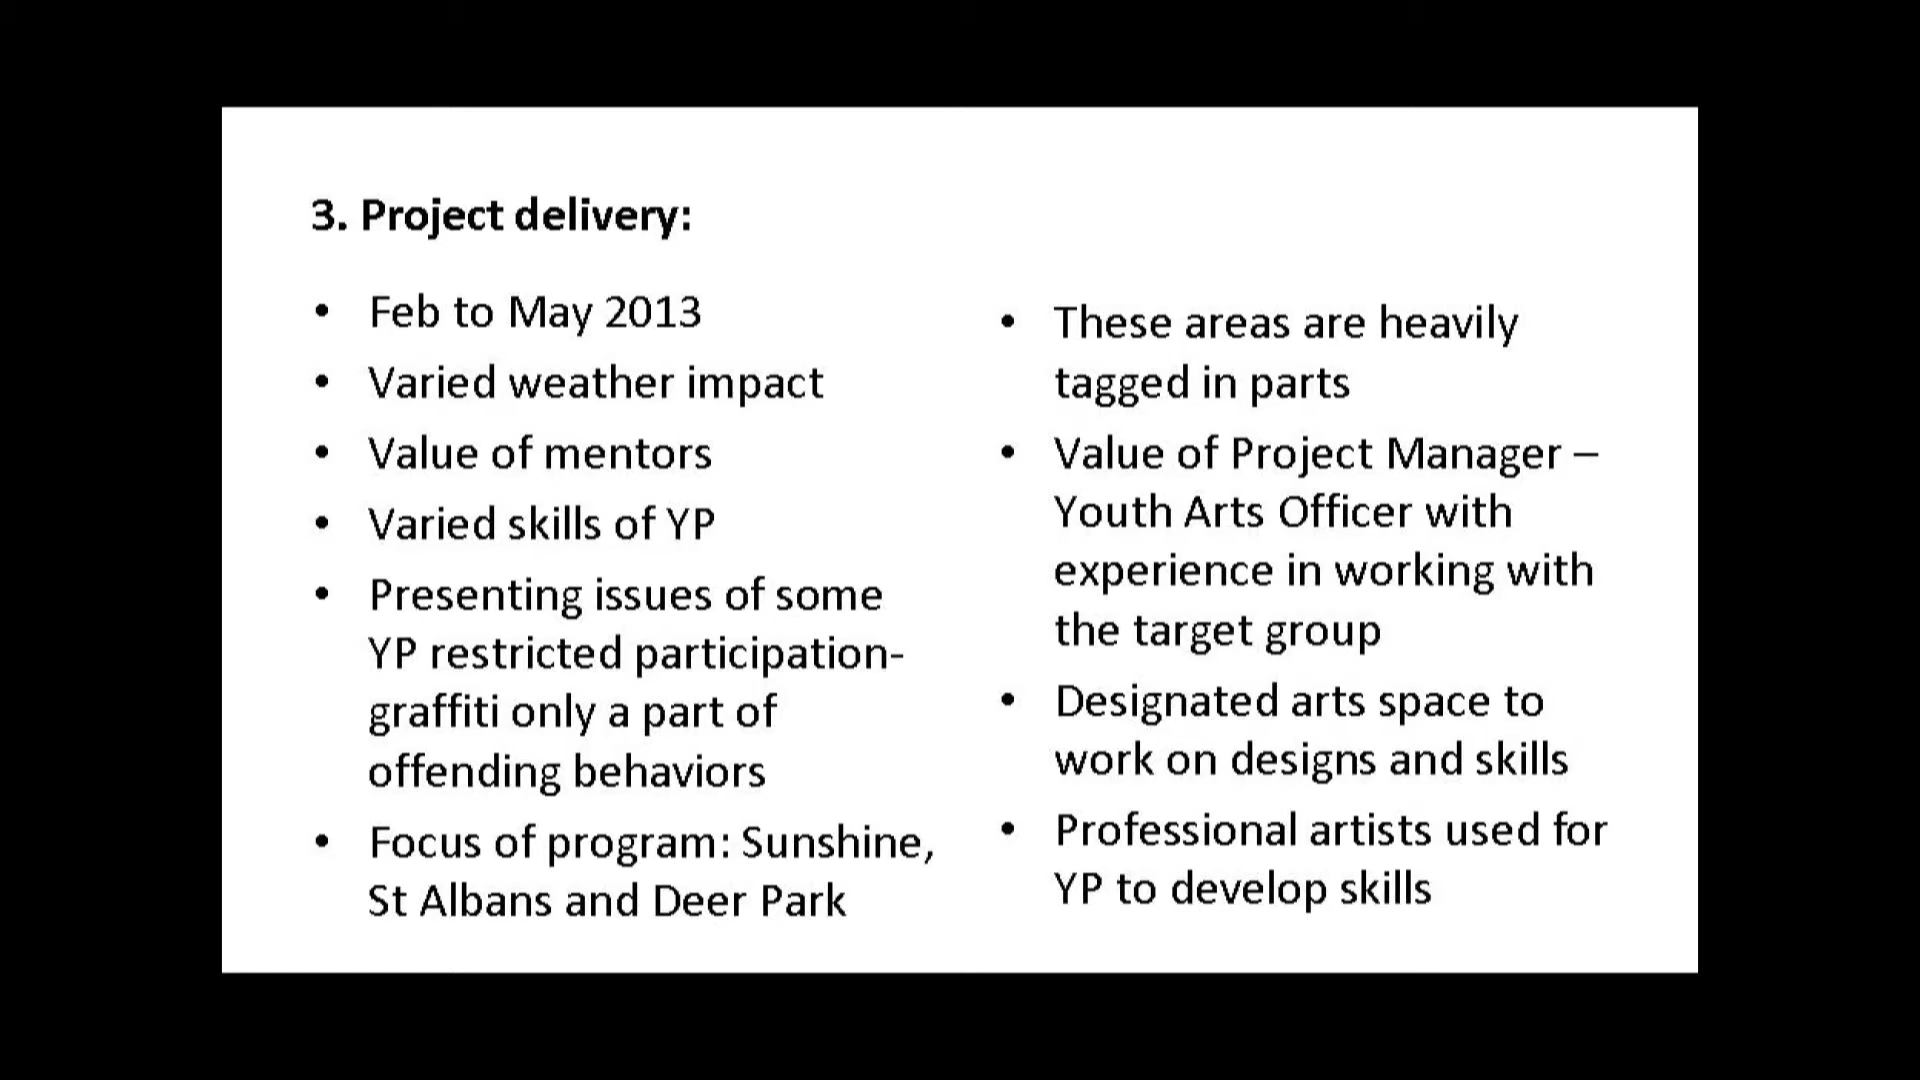 3. Project delivery:
• Feb to May 2013
• Varied weather impact
• Value of mentors
• Varied skills of YP
• Presenting issues of some
YP restricted participation-
graffiti only a part of
offending behaviors
• Focus of program: Sunshine,
St Albans and Deer Park
• These areas are heavily
tagged in parts
• Value of Project Manager –
Youth Arts Officer with
experience in working with
the target group
• Designated arts space to
work on designs and skills
• Professional artists used for
YP to develop skills